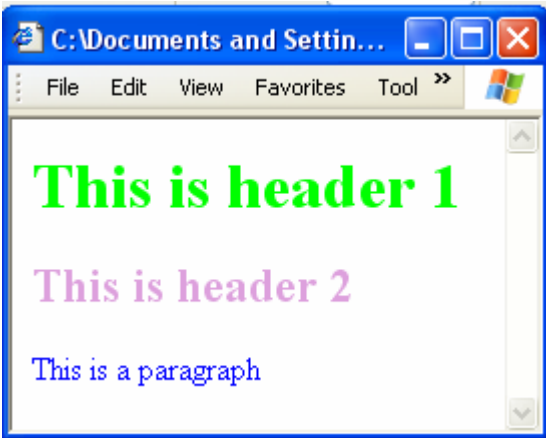 C:\Documents and Settin...
File Edit View Favorites Tool »
This is header 1
This is header 2
This is a paragraph